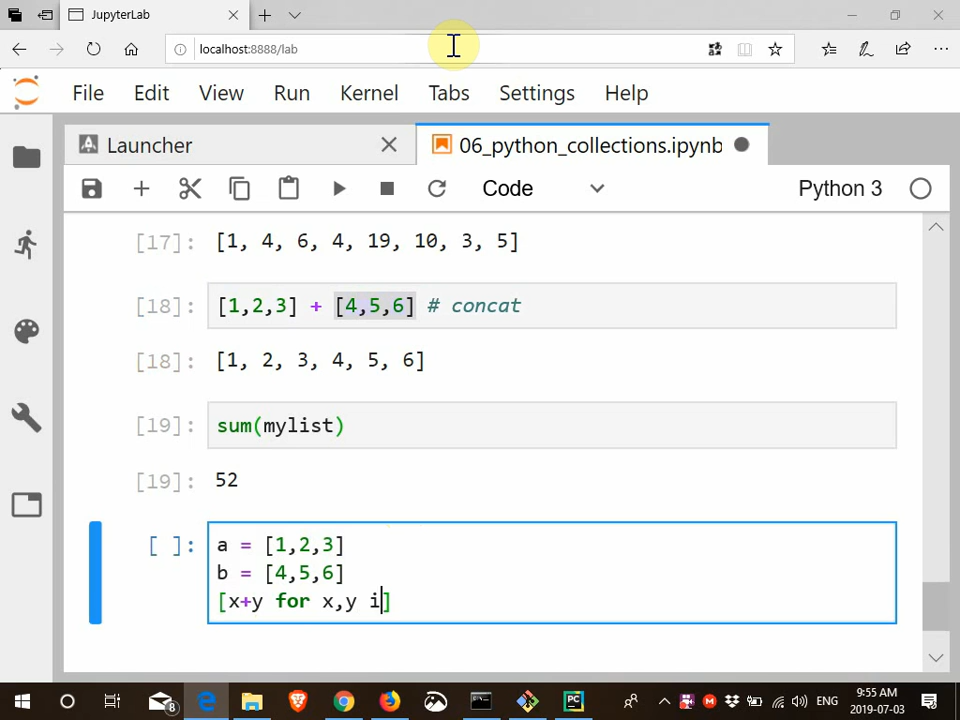 JupyterLab
localhost:8888/lab
File Edit View Run Kernel Tabs Settings Help
Launcher
06_python_collections.ipynb
Code
Python 3
[17]: [1, 4, 6, 4, 19, 10, 3, 5]
[18]: [1,2,3] + [4,5,6] # concat
[18]: [1, 2, 3, 4, 5, 6]
[19]: sum(mylist)
[19]: 52
[ ]: a = [1,2,3]
b = [4,5,6]
[x+y for x,y i]
8
PC
ENG
9:55 AM
2019-07-03